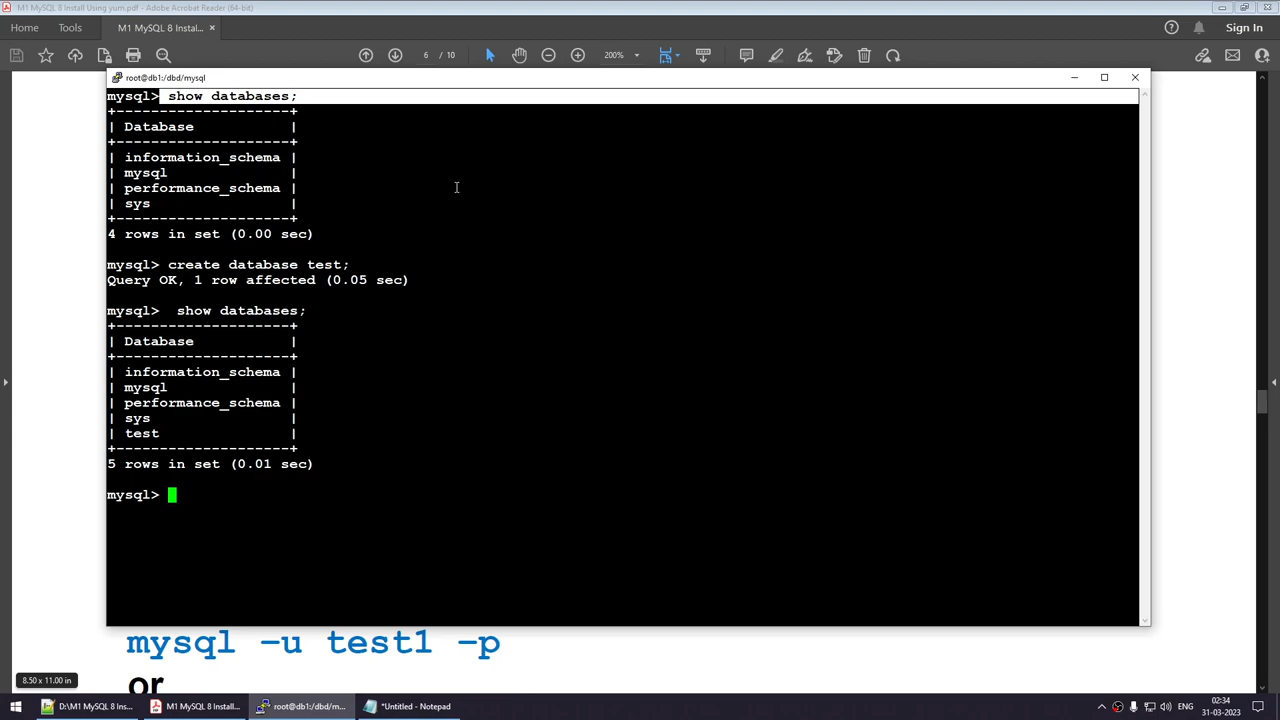 M1 MySQL 8 Install Using yum.pdf - Adobe Acrobat Reader (64-bit)
Home Tools M1 MySQL 8 Instal... × Sign In
6 / 10 200%
root@db1:/dbd/mysql
mysql> show databases;
+--------------------+
| Database           |
+--------------------+
| information_schema |
| mysql              |
| performance_schema |
| sys                |
+--------------------+
4 rows in set (0.00 sec)
mysql> create database test;
Query OK, 1 row affected (0.05 sec)
mysql>  show databases;
+--------------------+
| Database           |
+--------------------+
| information_schema |
| mysql              |
| performance_schema |
| sys                |
| test               |
+--------------------+
5 rows in set (0.01 sec)
mysql>
mysql –u test1 –p
or
8.50 x 11.00 in
D:\M1 MySQL 8 Ins... M1 MySQL 8 Install... root@db1:/dbd/m... *Untitled - Notepad ENG 02:34
31-03-2023